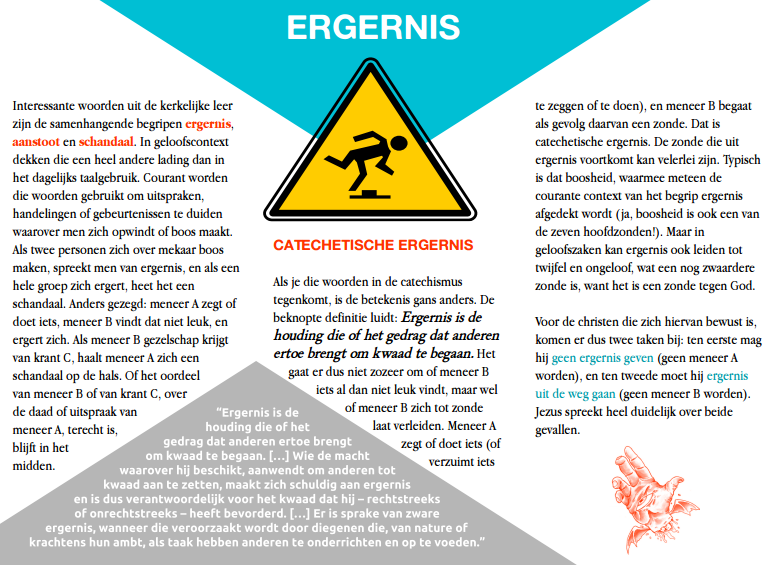 ERGERNIS
Interessante woorden uit de kerkelijke leer
zijn de samenhangende begripen ergernis,
aanstoot en schandaal. In geloofscontext
dekken die een heel andere lading dan in
het dagelijks taalgebruik. Courant worden
die woorden gebruikt om uitspraken,
handelingen of gebeurtenissen te duiden
waarover men zich opwindt of boos maakt.
Als twee personen zich over mekaar boos
maken, spreekt men van ergernis, en als een
hele groep zich ergert, heet het een
schandaal. Anders gezegd: meneer A zegt of
doet iets, meneer B vindt dat niet leuk, en
ergert zich. Als meneer B gezelschap krijgt
van krant C, haalt meneer A zich een
schandaal op de hals. Of het oordeel
van meneer B of van krant C, over
de daad of uitspraak van
meneer A, terecht is,
blijft in het
midden.
CATECHETISCHE ERGERNIS
Als je die woorden in de catechismus
tegenkomt, is de betekenis gans anders. De
beknopte definitie luidt: Ergernis is de
houding die of het gedrag dat anderen
ertoe brengt om kwaad te begaan. Het
gaat er dus niet zozeer om of meneer B
iets al dan niet leuk vindt, maar wel
of meneer B zich tot zonde
laat verleiden. Meneer A
zegt of doet iets (of
verzuimt iets
te zeggen of te doen), en meneer B begaat
als gevolg daarvan een zonde. Dat is
catechetische ergernis. De zonde die uit
ergernis voortkomt kan velerlei zijn. Typisch
is dat boosheid, waarmee meteen de
courante context van het begrip ergernis
afgedekt wordt (ja, boosheid is ook een van
de zeven hoofdzonden!). Maar in
geloofszaken kan ergernis ook leiden tot
twijfel en ongeloof, wat een nog zwaardere
zonde is, want het is een zonde tegen God.
Voor de christen die zich hiervan bewust is,
komen er dus twee taken bij: ten eerste mag
hij geen ergernis geven (geen meneer A
worden), en ten tweede moet hij ergernis
uit de weg gaan (geen meneer B worden).
Jezus spreekt heel duidelijk over beide
gevallen.
“Ergernis is de
houding die of het
gedrag dat anderen ertoe brengt
om kwaad te begaan. […] Wie de macht
waarover hij beschikt, aanwendt om anderen tot
kwaad aan te zetten, maakt zich schuldig aan ergernis
en is dus verantwoordelijk voor het kwaad dat hij – rechtstreeks
of onrechtstreeks – heeft bevorderd. […] Er is sprake van zware
ergernis, wanneer die veroorzaakt wordt door diegenen die, van nature of
krachtens hun ambt, als taak hebben anderen te onderrichten en op te voeden.”